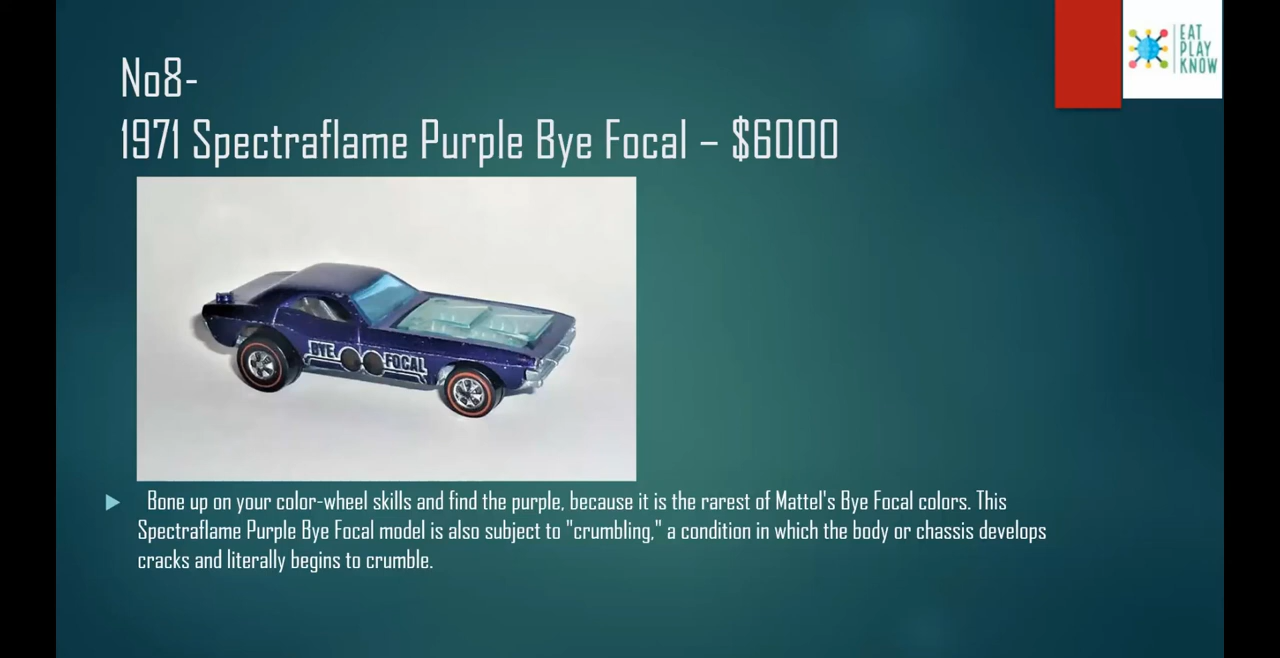 No8-
1971 Spectraflame Purple Bye Focal – $6000
EAT
PLAY
KNOW
BYE FOCAL
Bone up on your color-wheel skills and find the purple, because it is the rarest of Mattel's Bye Focal colors. This
Spectraflame Purple Bye Focal model is also subject to "crumbling," a condition in which the body or chassis develops
cracks and literally begins to crumble.